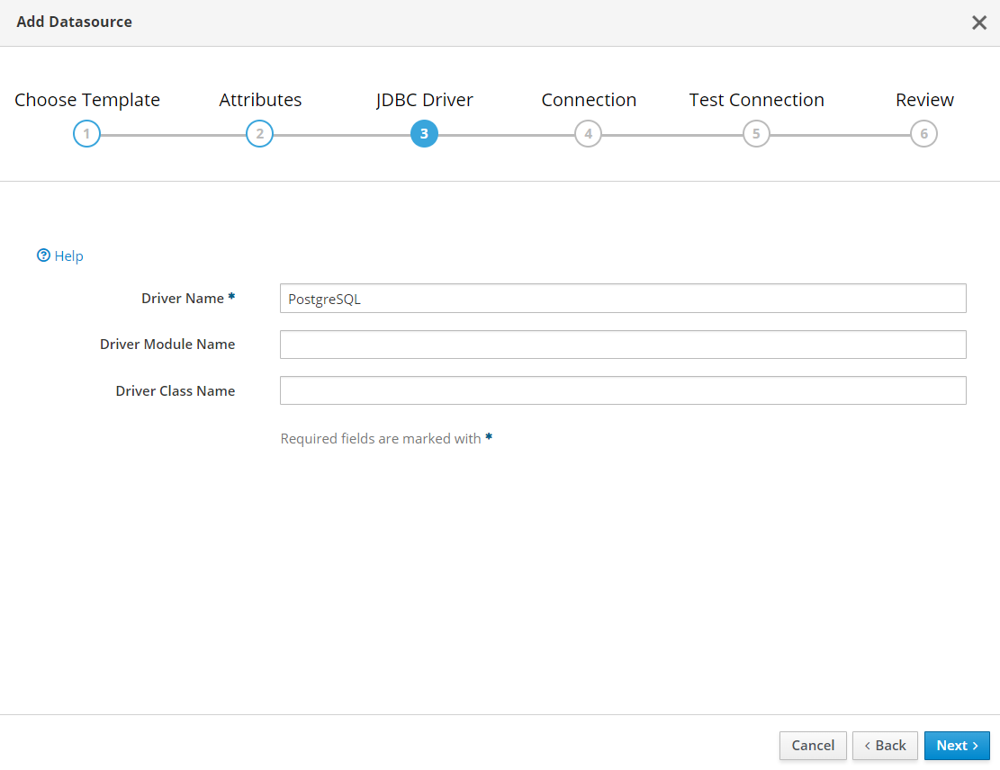 Add Datasource
Choose Template Attributes JDBC Driver Connection Test Connection Review
1 2 3 4 5 6
Help
Driver Name * PostgreSQL
Driver Module Name
Driver Class Name
Required fields are marked with *
Cancel < Back Next >